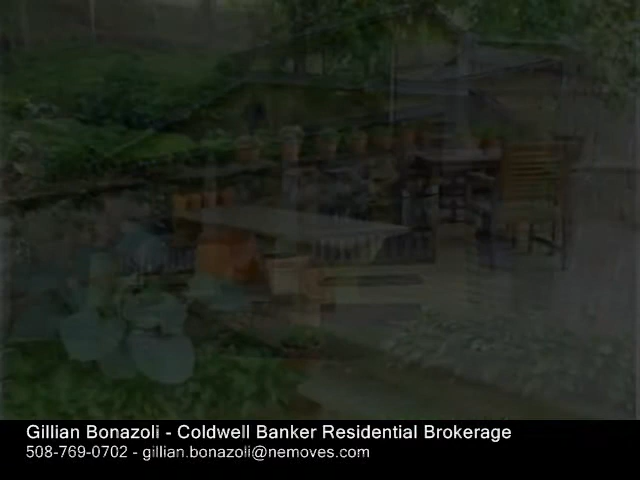 Gillian Bonazoli - Coldwell Banker Residential Brokerage
508-769-0702 - gillian.bonazoli@nemoves.com